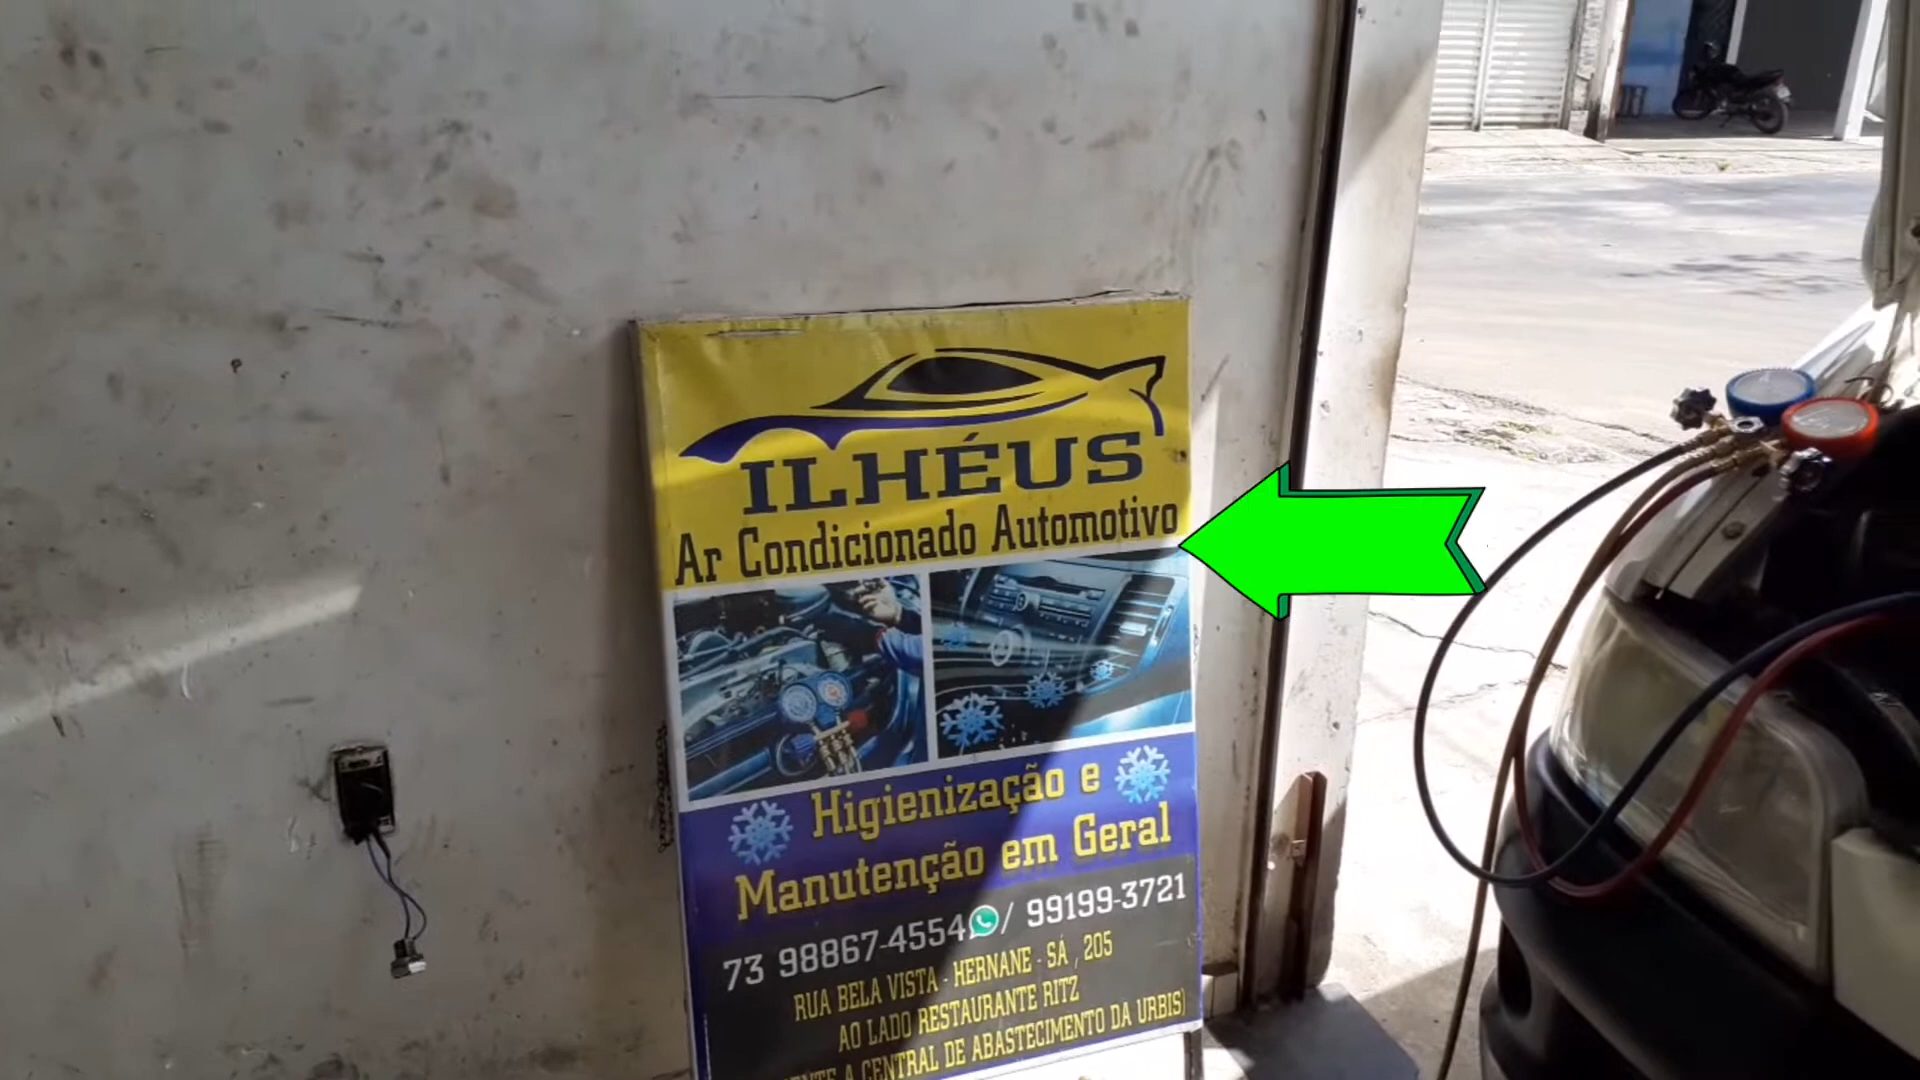 ILHÉUS
Ar Condicionado Automotivo
Higienização e
Manutenção em Geral
73 98867-4554 / 99199-3721
RUA BELA VISTA - HERNANE - SÁ , 205
AO LADO RESTAURANTE RITZ
A CENTRAL DE ABASTECIMENTO DA URBIS)